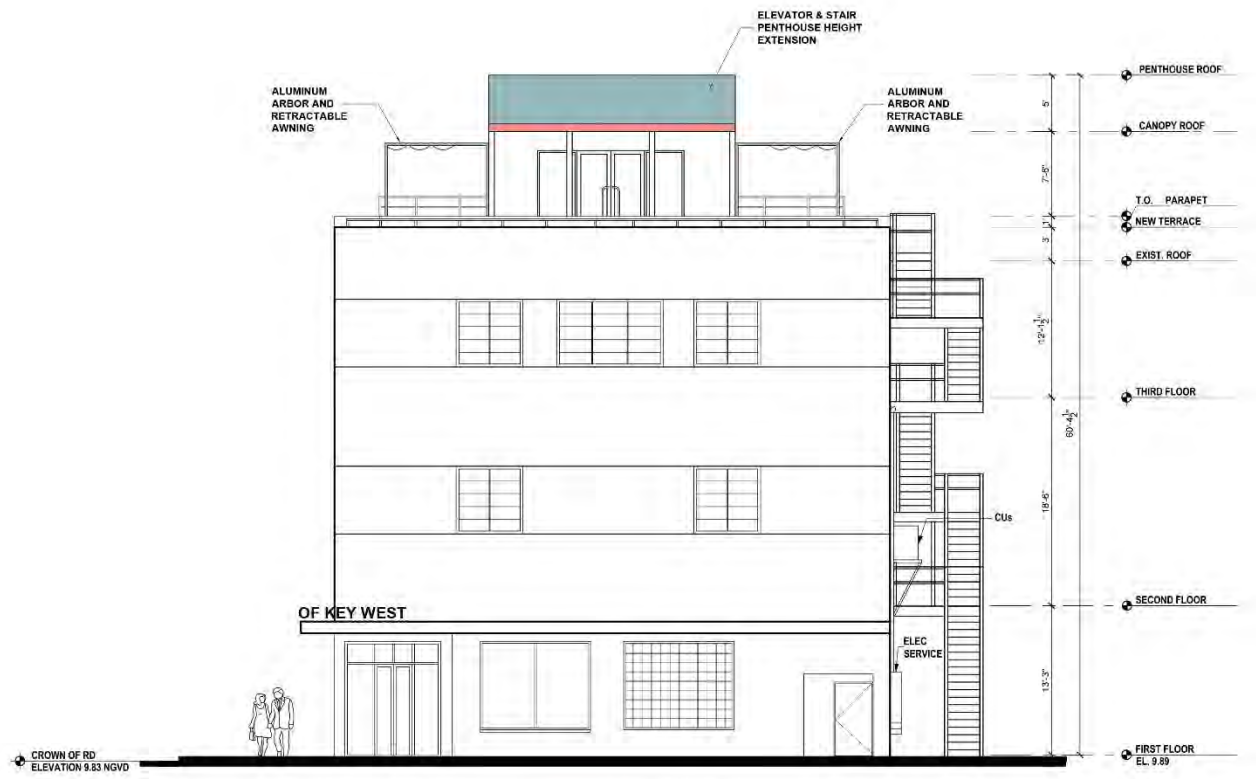 ELEVATOR & STAIR
PENTHOUSE HEIGHT
EXTENSION
ALUMINUM
ARBOR AND
RETRACTABLE
AWNING
ALUMINUM
ARBOR AND
RETRACTABLE
AWNING
PENTHOUSE ROOF
5'
CANOPY ROOF
7'-6"
T.O. PARAPET
1'
NEW TERRACE
3'
EXIST. ROOF
12'-1½"
THIRD FLOOR
60'-4½"
18'-6"
CUs
SECOND FLOOR
OF KEY WEST
ELEC
SERVICE
13'-3"
CROWN OF RD
ELEVATION 9.83 NGVD
FIRST FLOOR
EL. 9.89